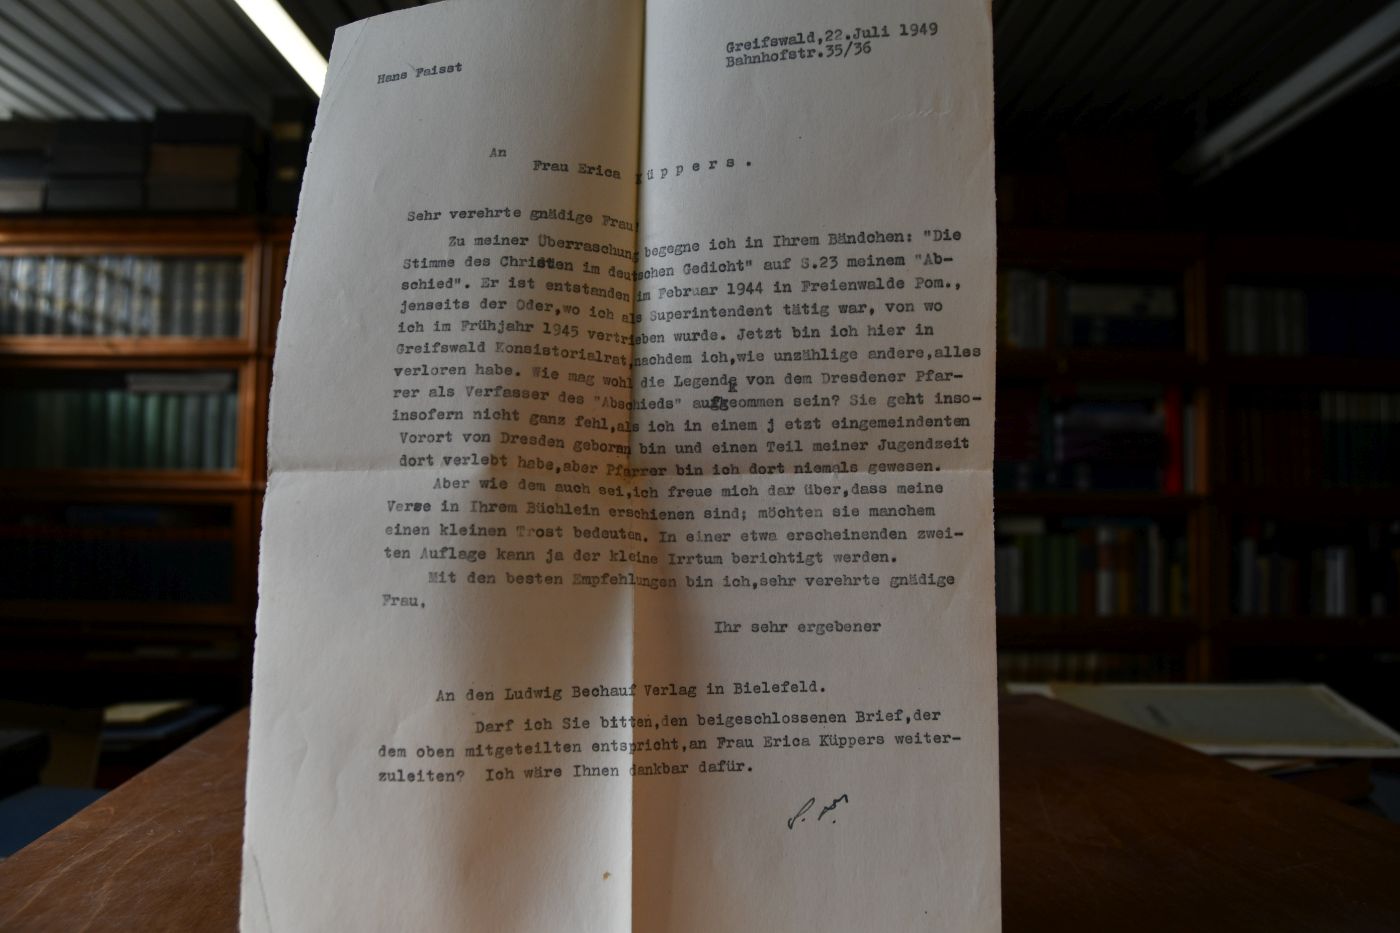 Greifswald,22.Juli 1949
Hans Faisst
Bahnhofstr.35/36
An
Frau Erica Küppers.
Sehr verehrte gnädige Frau!
Zu meiner Überraschung begegne ich in Ihrem Bändchen: "Die
Stimme des Christen im deutschen Gedicht" auf S.23 meinem "Ab-
schied". Er ist entstanden im Februar 1944 in Freienwalde Pom.,
jenseits der Oder,wo ich als Superintendent tätig war, von wo
ich im Frühjahr 1945 vertrieben wurde. Jetzt bin ich hier in
Greifswald Konsistorialrat,nachdem ich,wie unzählige andere,alles
verloren habe. Wie mag wohl die Legende von dem Dresdener Pfar-
rer als Verfasser des "Abschieds" aufgeommen sein? Sie geht inso-
insofern nicht ganz fehl,als ich in einem j etzt eingemeindenten
Vorort von Dresden geboren bin und einen Teil meiner Jugendzeit
dort verlebt habe,aber Pfarrer bin ich dort niemals gewesen.
Aber wie dem auch sei,ich freue mich dar über,dass meine
Verse in Ihrem Büchlein erschienen sind; möchten sie manchem
einen kleinen Trost bedeuten. In einer etwa erscheinenden zwei-
ten Auflage kann ja der kleine Irrtum berichtigt werden.
Mit den besten Empfehlungen bin ich,sehr verehrte gnädige
Frau,
Ihr sehr ergebener
An den Ludwig Bechauf Verlag in Bielefeld.
Darf ich Sie bitten,den beigeschlossenen Brief,der
dem oben mitgeteilten entspricht,an Frau Erica Küppers weiter-
zuleiten? Ich wäre Ihnen dankbar dafür.